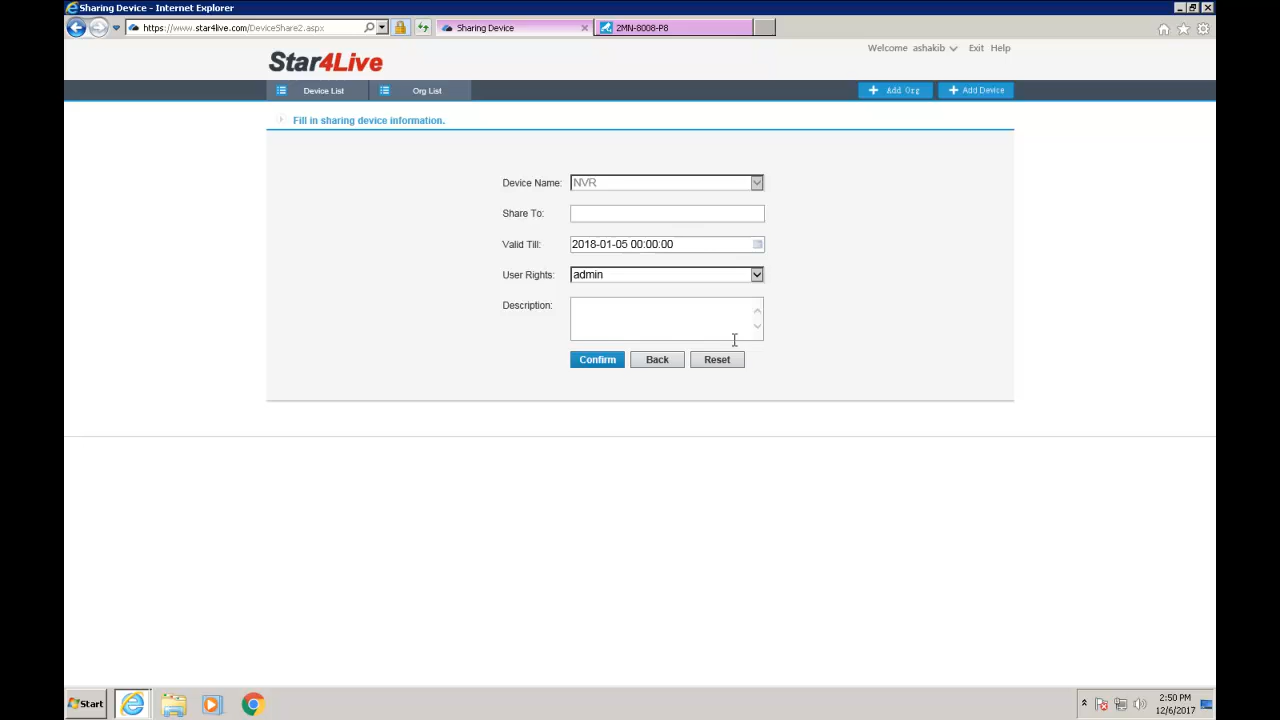 Sharing Device - Internet Explorer
https://www.star4live.com/DeviceShare2.aspx
Sharing Device
2MN-8008-P8
Star4Live
Welcome ashakib
Exit
Help
Device List
Org List
Add Org
Add Device
Fill in sharing device information.
Device Name: NVR
Share To:
Valid Till: 2018-01-05 00:00:00
User Rights: admin
Description:
Confirm
Back
Reset
Start
2:50 PM
12/6/2017